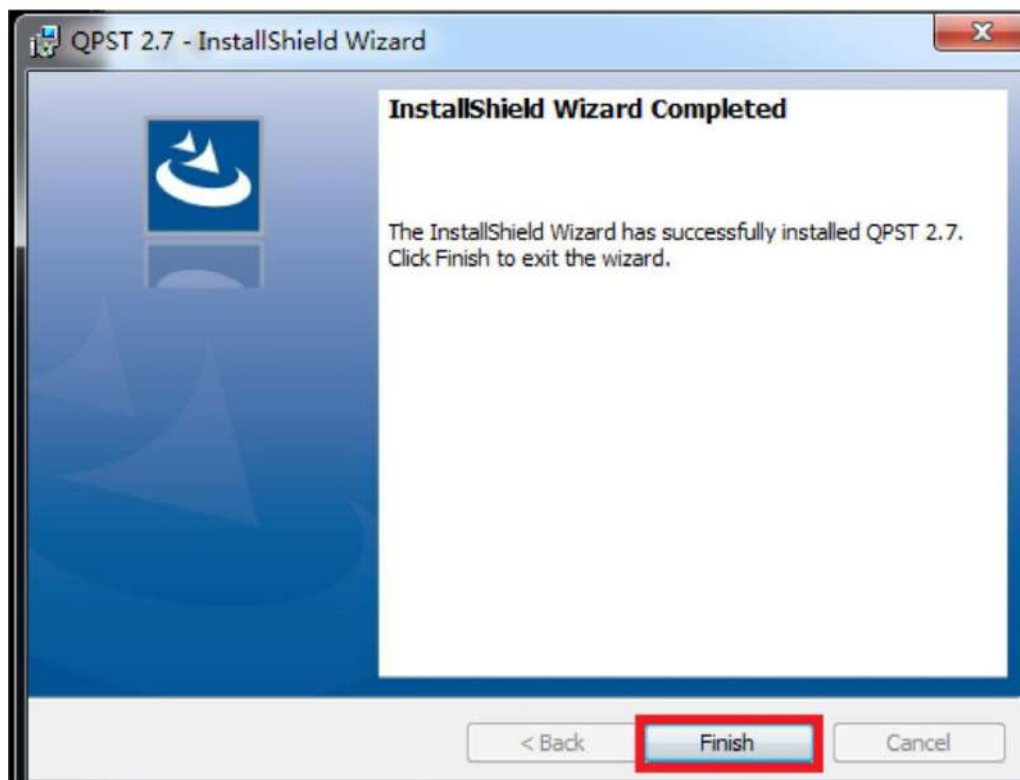 QPST 2.7 - InstallShield Wizard
InstallShield Wizard Completed
The InstallShield Wizard has successfully installed QPST 2.7.
Click Finish to exit the wizard.
< Back
Finish
Cancel